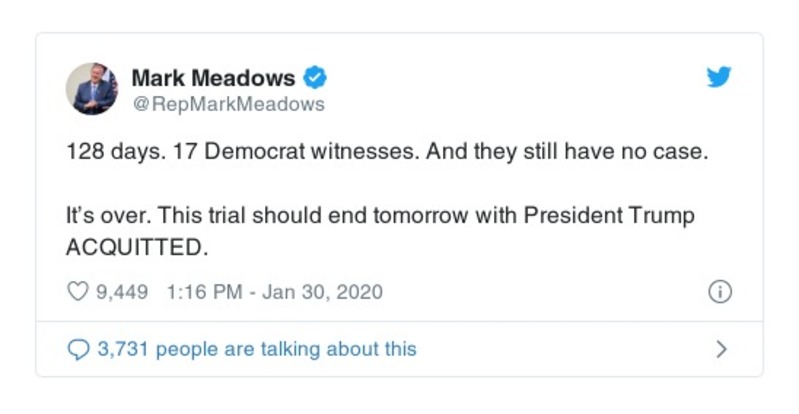 Mark Meadows
@RepMarkMeadows
128 days. 17 Democrat witnesses. And they still have no case.
It’s over. This trial should end tomorrow with President Trump
ACQUITTED.
9,449 1:16 PM - Jan 30, 2020
3,731 people are talking about this